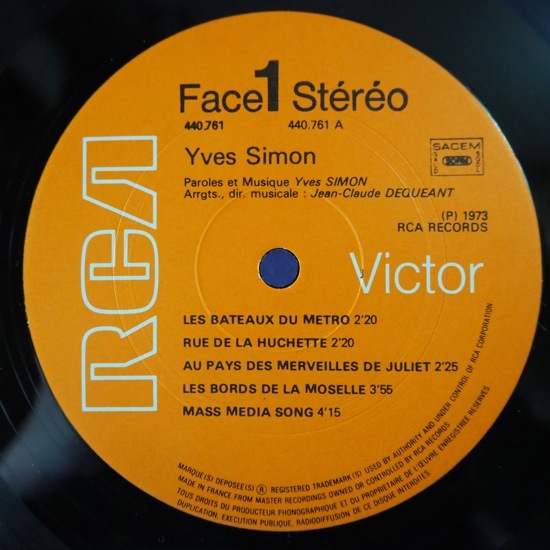 Face 1 Stéréo
440.761 440.761 A
SACEM
Yves Simon
Paroles et Musique Yves SIMON
Arrgts., dir. musicale : Jean-Claude DEQUEANT
(P) 1973
RCA RECORDS
RCA
Victor
LES BATEAUX DU METRO 2'20
RUE DE LA HUCHETTE 2'20
AU PAYS DES MERVEILLES DE JULIET 2'25
LES BORDS DE LA MOSELLE 3'55
MASS MEDIA SONG 4'15
MARQUE(S) DEPOSEE(S) ® REGISTERED TRADEMARK(S) USED BY AUTHORITY AND UNDER CONTROL OF RCA CORPORATION
MADE IN FRANCE FROM MASTER RECORDINGS OWNED OR CONTROLLED BY RCA RECORDS
TOUS DROITS DU PRODUCTEUR PHONOGRAPHIQUE ET DU PROPRIETAIRE DE L'ŒUVRE ENREGISTREE RESERVES
DUPLICATION, EXECUTION PUBLIQUE, RADIODIFFUSION DE CE DISQUE INTERDITES